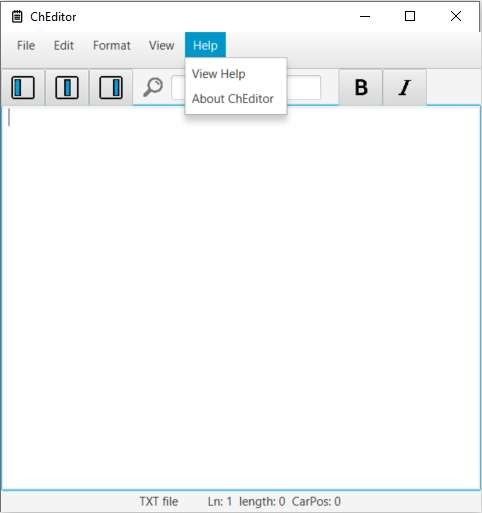 ChEditor
File Edit Format View Help
View Help
About ChEditor
B I
TXT file Ln: 1 length: 0 CarPos: 0